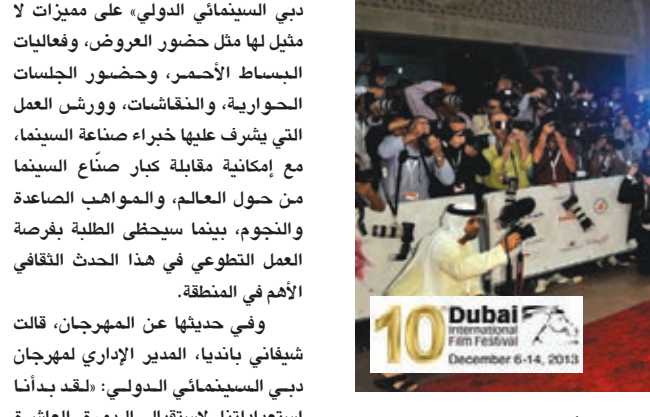 دبي السينمائي الدولي» على مميزات لا
مثيل لها مثل حضور العروض، وفعاليات
البساط الأحمر، وحضور الجلسات
الحوارية، والنقاشات، وورش العمل
التي يشرف عليها خبراء صناعة السينما،
مع إمكانية مقابلة كبار صنّاع السينما
من حول العالم، والمواهب الصاعدة
والنجوم، بينما سيحظى الطلبة بفرصة
العمل التطوعي في هذا الحدث الثقافي
الأهم في المنطقة.
وفي حديثها عن المهرجان، قالت
شيفاني بانديا، المدير الإداري لمهرجان
دبي السينمائي الدولي: «لقد بدأنا
استعداداتنا لاستقبال الدورة العاشرة
10 Dubai
International
Film Festival
December 6-14, 2013